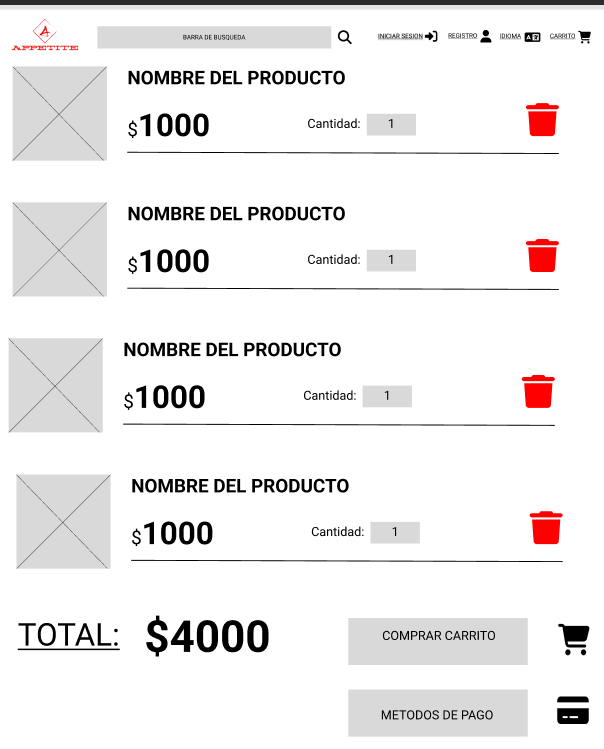 A
APPETITE
BARRA DE BUSQUEDA
INICIAR SESION
REGISTRO
IDIOMA
CARRITO
NOMBRE DEL PRODUCTO
$1000
Cantidad: 1
NOMBRE DEL PRODUCTO
$1000
Cantidad: 1
NOMBRE DEL PRODUCTO
$1000
Cantidad: 1
NOMBRE DEL PRODUCTO
$1000
Cantidad: 1
TOTAL: $4000
COMPRAR CARRITO
METODOS DE PAGO